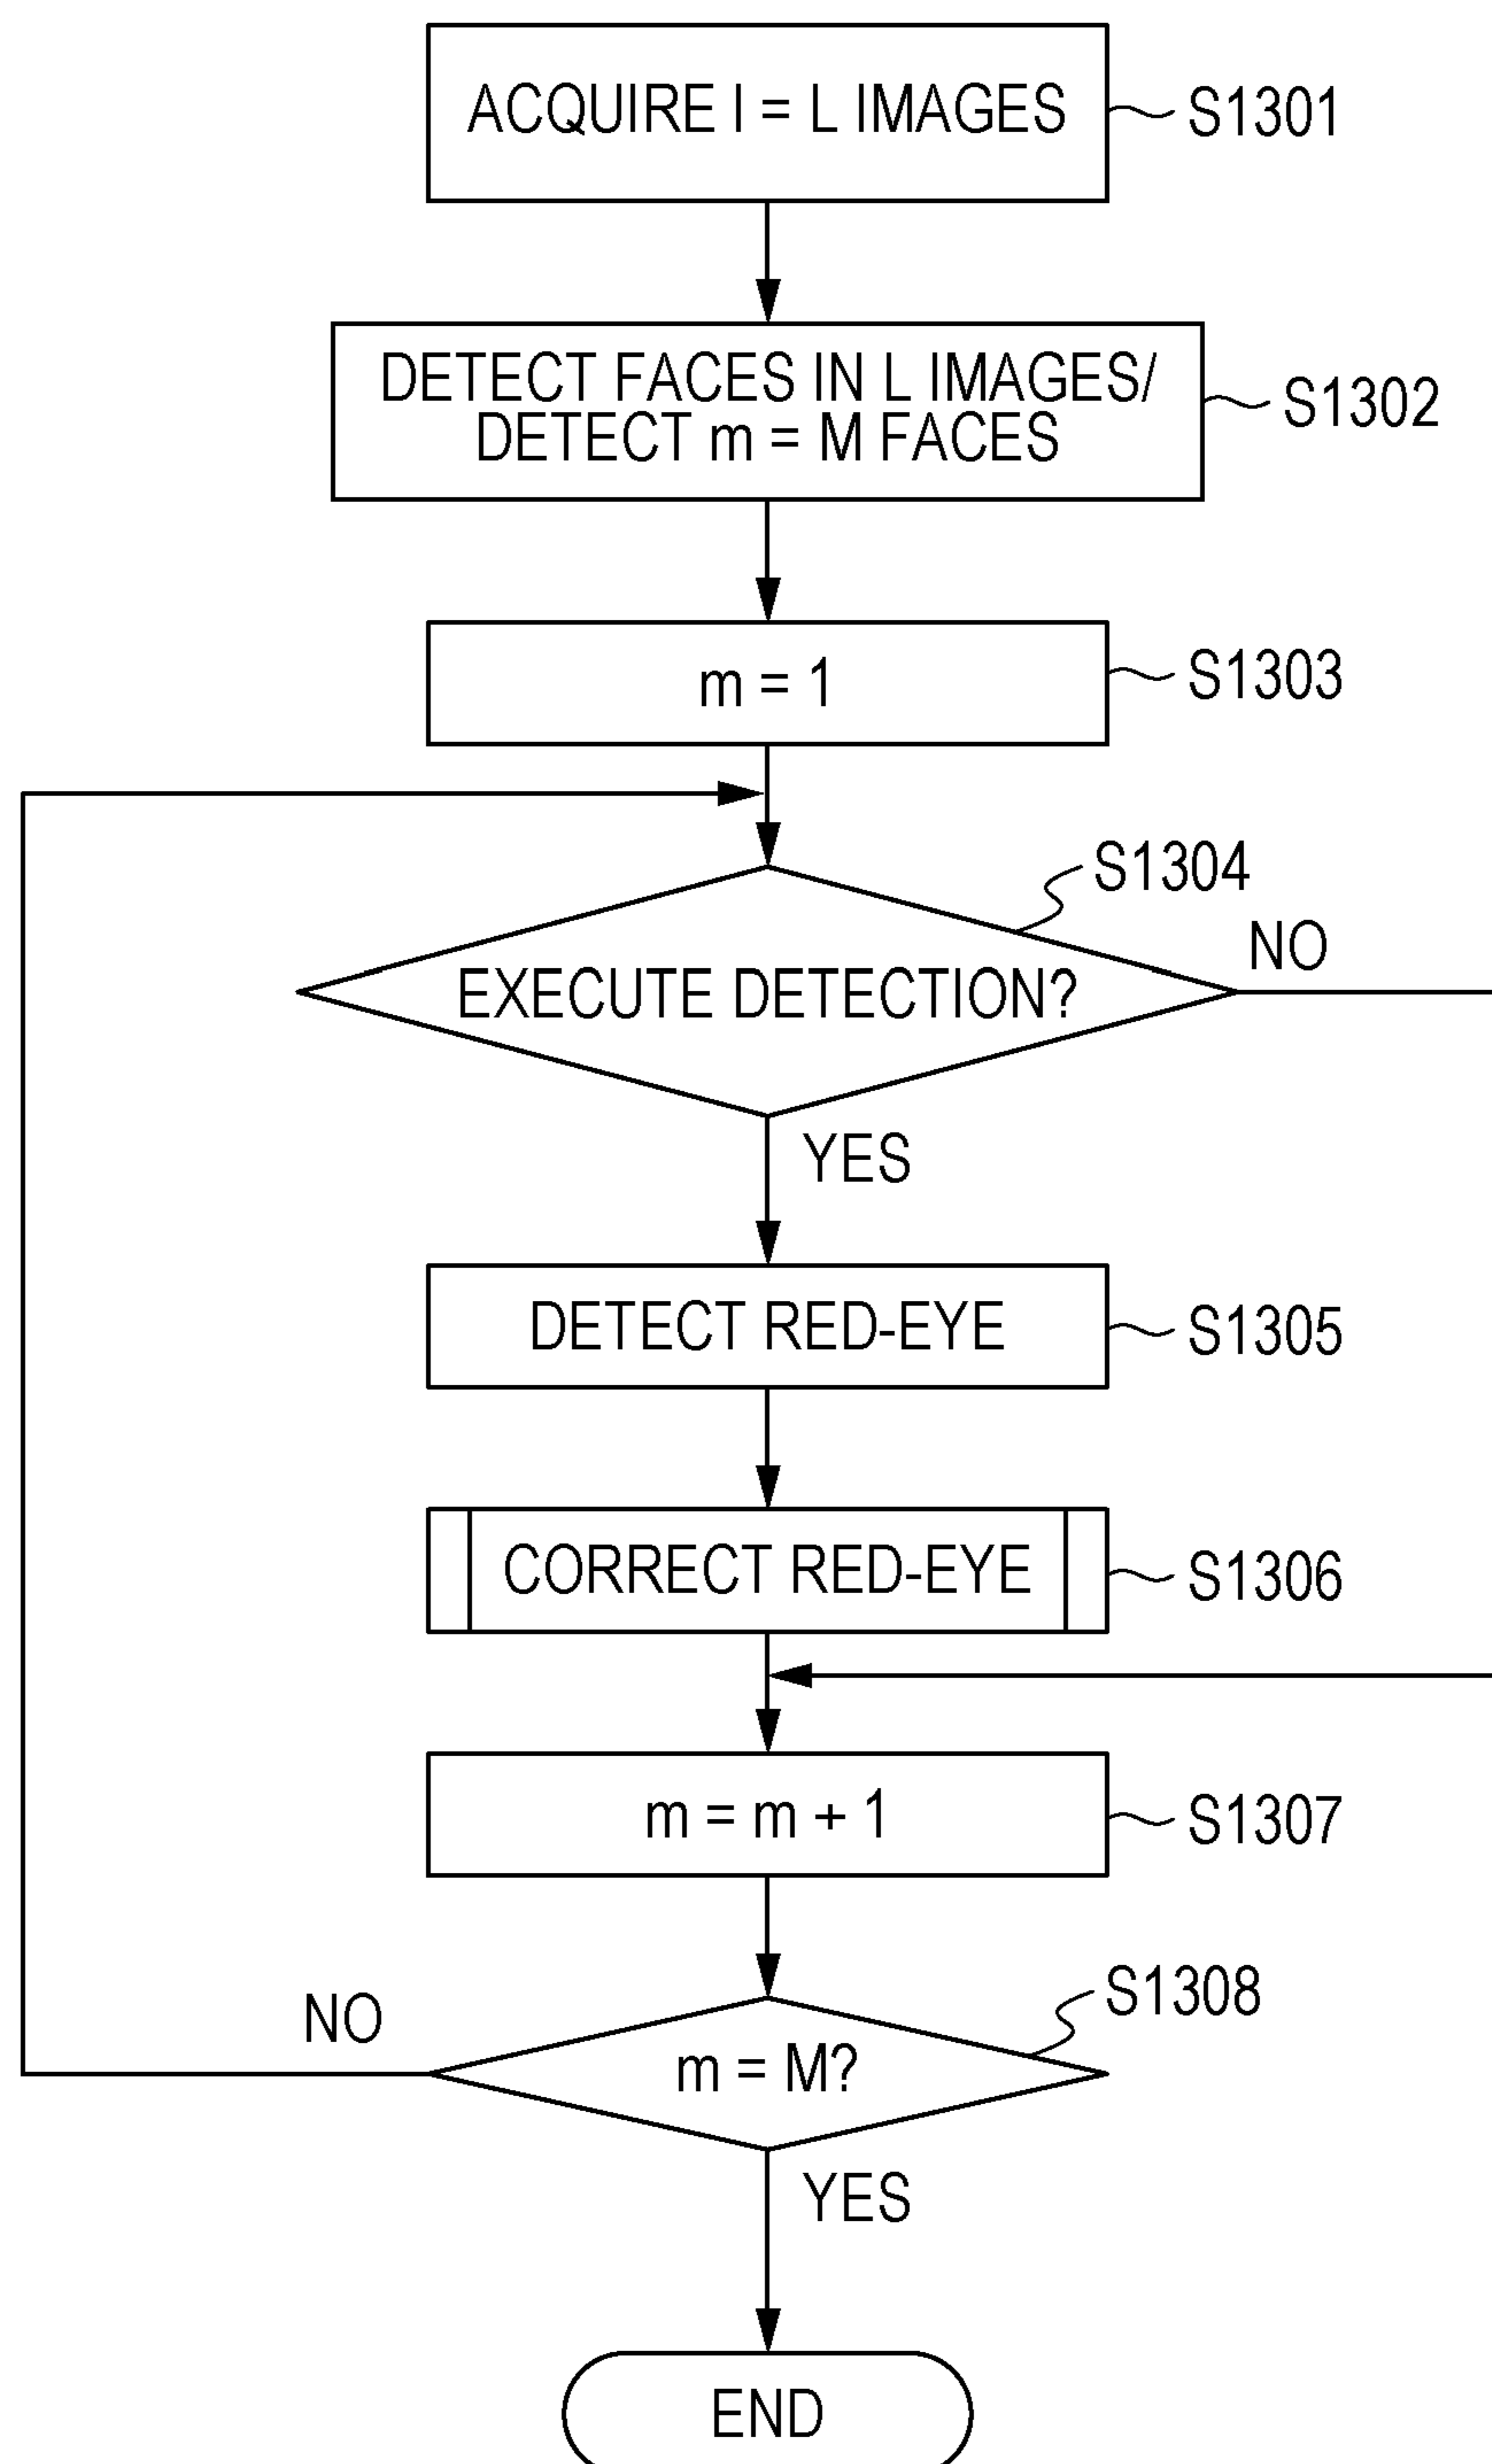 ACQUIRE I = L IMAGES
S1301
DETECT FACES IN L IMAGES/
DETECT m = M FACES
S1302
m = 1
S1303
S1304
NO
EXECUTE DETECTION?
YES
DETECT RED-EYE
S1305
CORRECT RED-EYE
S1306
m = m + 1
S1307
S1308
NO
m = M?
YES
END